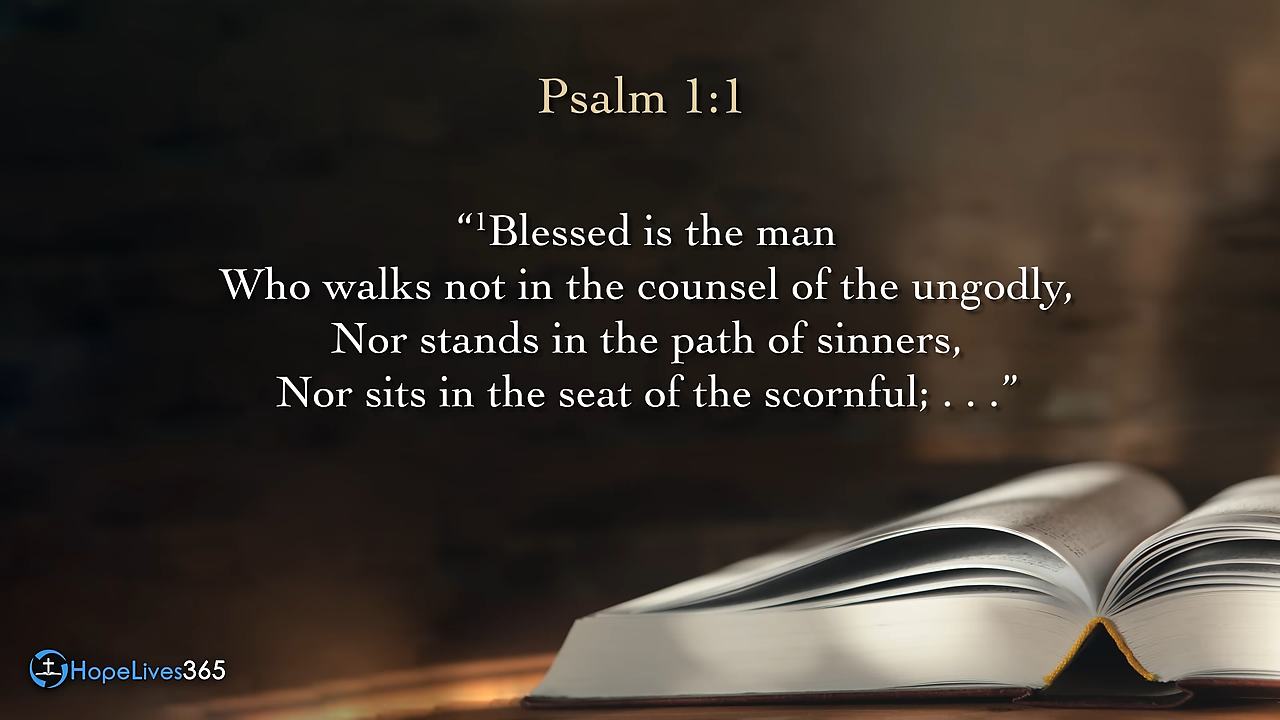 Psalm 1:1
“¹Blessed is the man
Who walks not in the counsel of the ungodly,
Nor stands in the path of sinners,
Nor sits in the seat of the scornful; . . .”
HopeLives365